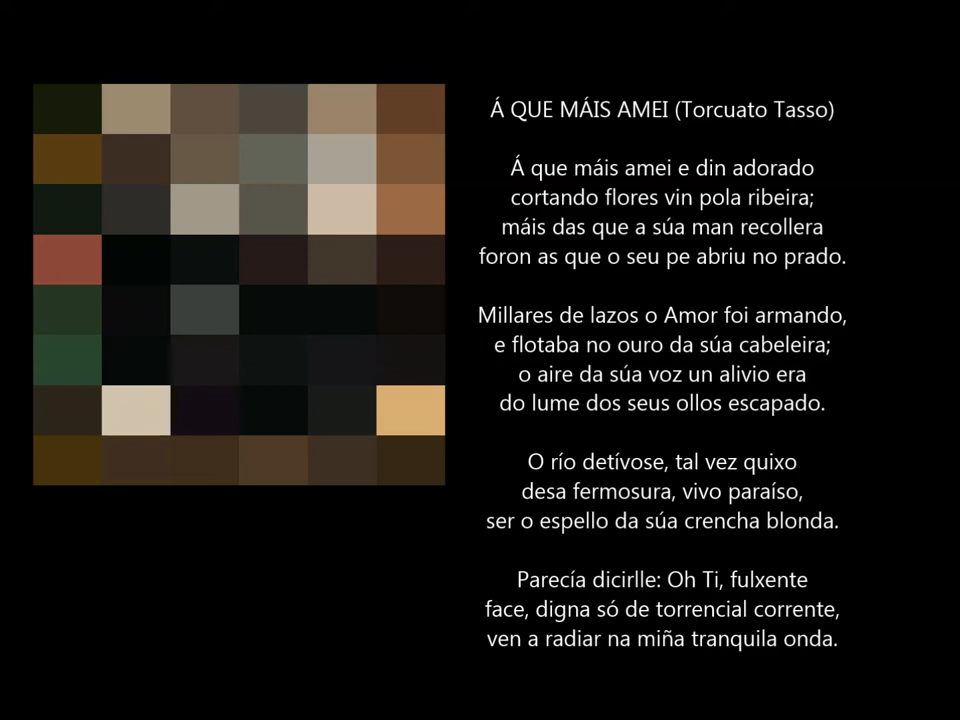 Á QUE MÁIS AMEI (Torcuato Tasso)
Á que máis amei e din adorado
cortando flores vin pola ribeira;
máis das que a súa man recollera
foron as que o seu pe abriu no prado.
Millares de lazos o Amor foi armando,
e flotaba no ouro da súa cabeleira;
o aire da súa voz un alivio era
do lume dos seus ollos escapado.
O río detívose, tal vez quixo
desa fermosura, vivo paraíso,
ser o espello da súa crencha blonda.
Parecía dicirlle: Oh Ti, fulxente
face, digna só de torrencial corrente,
ven a radiar na miña tranquila onda.